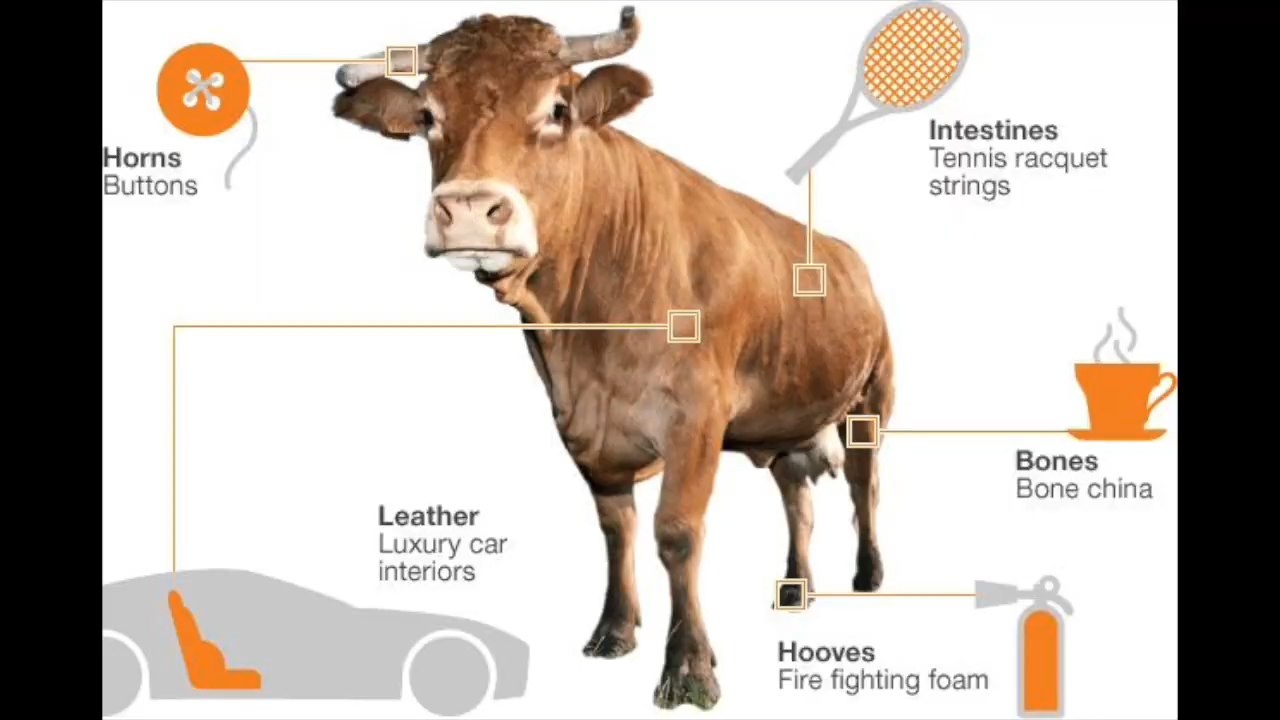 Horns
Buttons
Intestines
Tennis racquet
strings
Bones
Bone china
Leather
Luxury car
interiors
Hooves
Fire fighting foam